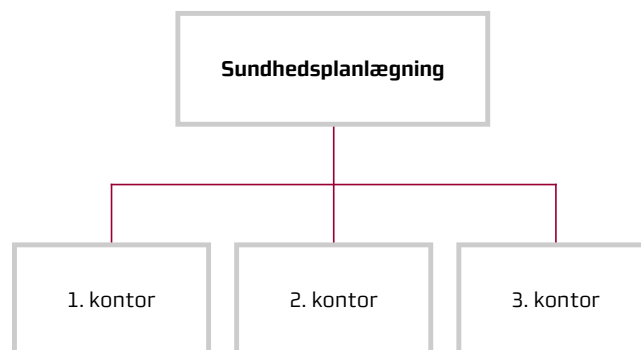 Sundhedsplanlægning
1. kontor
2. kontor
3. kontor